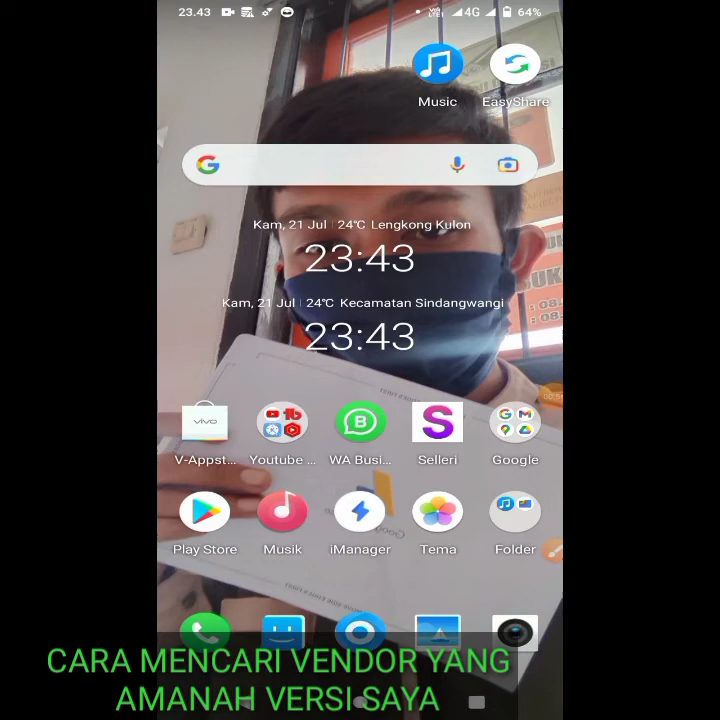 23.43
4G
64%
Music
EasyShare
Kam, 21 Jul | 24℃ Lengkong Kulon
23:43
Kam, 21 Jul | 24℃ Kecamatan Sindangwangi
23:43
vivo
V-Appst...
Youtube ...
WA Busi...
Selleri
Google
Play Store
Musik
iManager
Tema
Folder
CARA MENCARI VENDOR YANG
AMANAH VERSI SAYA